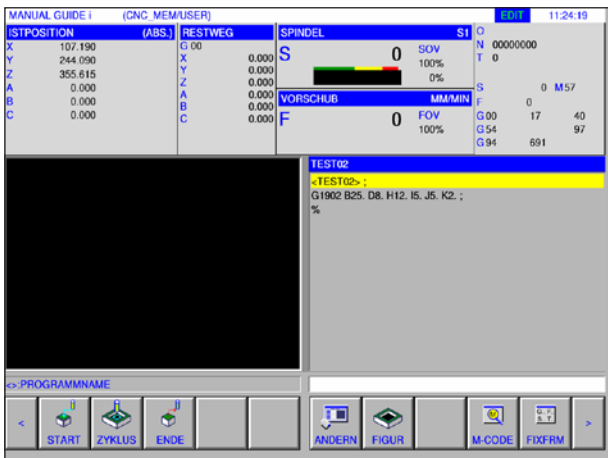 MANUAL GUIDE i (CNC_MEM/USER) EDIT 11:24:19
ISTPOSITION (ABS.)
X 107.190
Y 244.090
Z 355.615
A 0.000
B 0.000
C 0.000
RESTWEG
G 00
X 0.000
Y 0.000
Z 0.000
A 0.000
B 0.000
C 0.000
SPINDEL S1
S 0 SOV
100%
0%
VORSCHUB MM/MIN
F 0 FOV
100%
O
N 00000000
T 0
S 0 M57
F 0
G00 17 40
G54 97
G94 691
TEST02
<TEST02> ;
G1902 B25. D8. H12. I5. J5. K2. ;
%
<>:PROGRAMMNAME
< START ZYKLUS ENDE ANDERN FIGUR M-CODE FIXFRM >